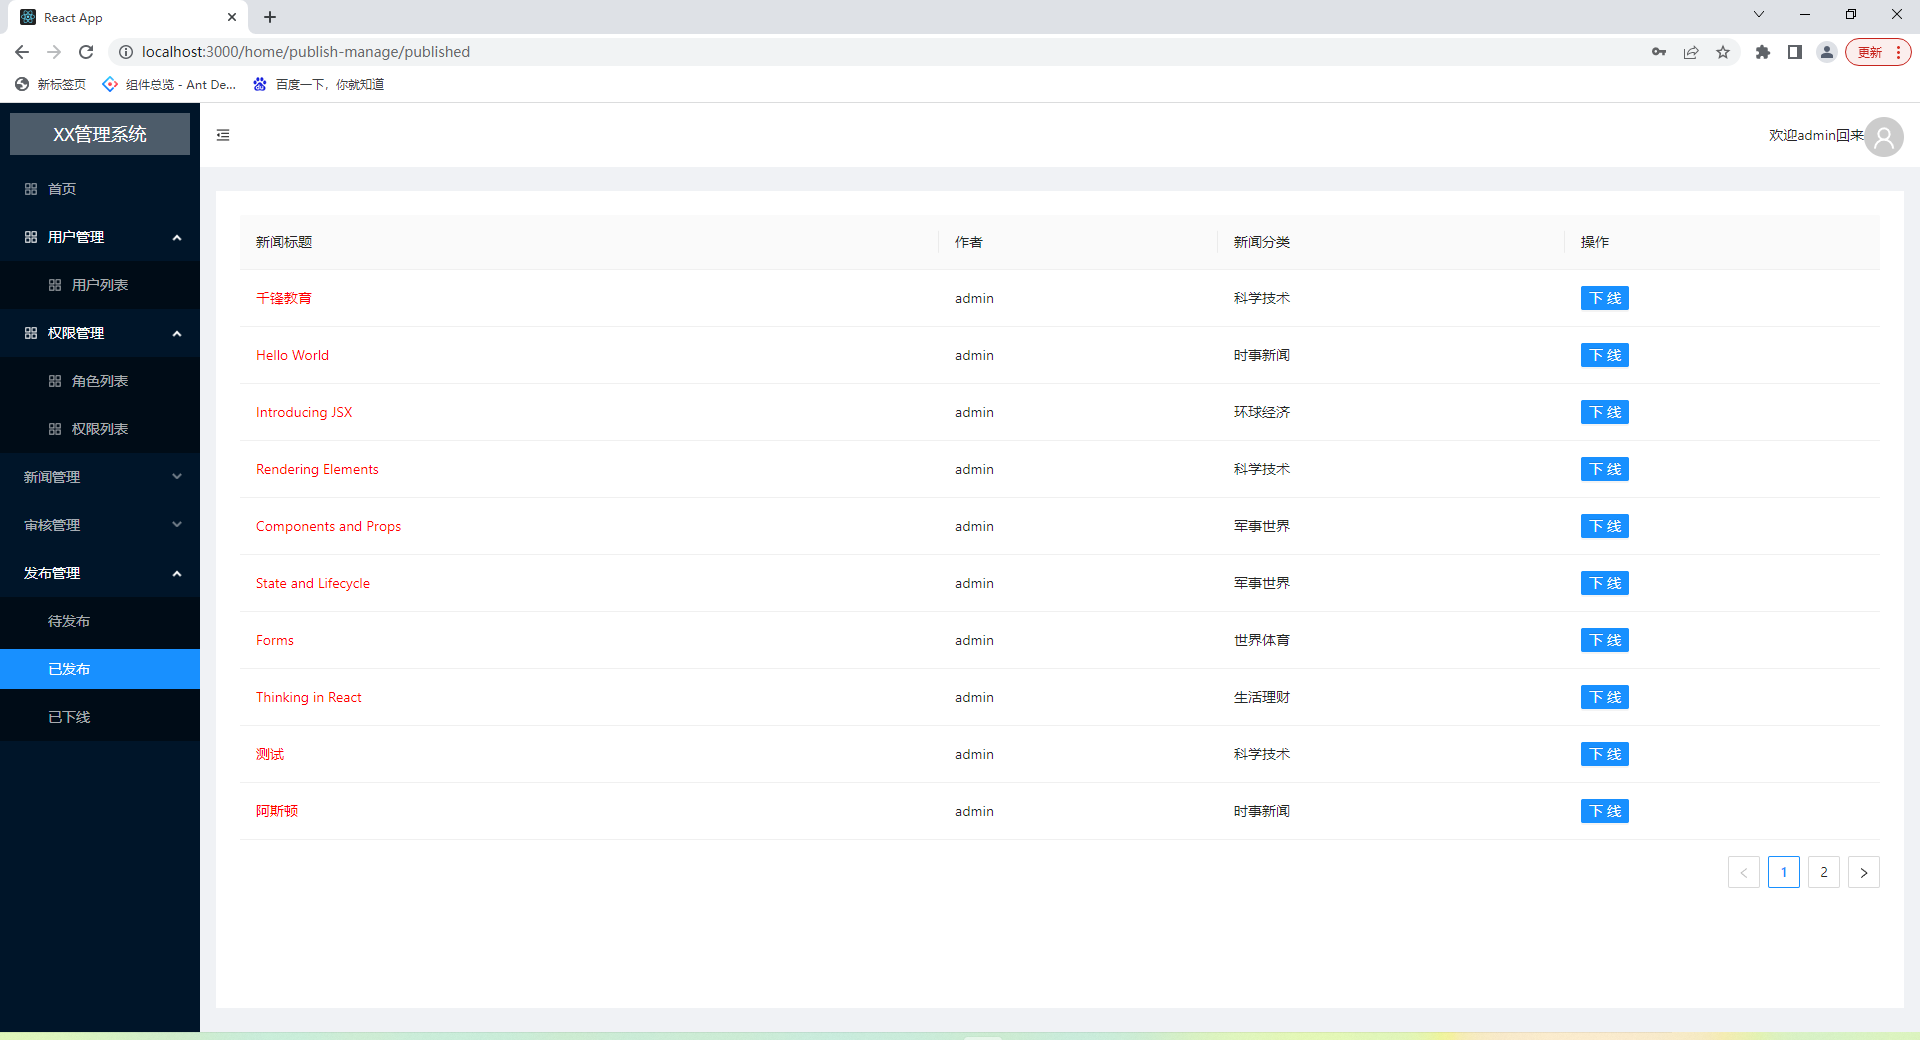 React App
localhost:3000/home/publish-manage/published
更新
新标签页
组件总览 - Ant De...
百度一下，你就知道
XX管理系统
欢迎admin回来
首页
用户管理
用户列表
权限管理
角色列表
权限列表
新闻管理
审核管理
发布管理
待发布
已发布
已下线
新闻标题 作者 新闻分类 操作
千锋教育 admin 科学技术 下 线
Hello World admin 时事新闻 下 线
Introducing JSX admin 环球经济 下 线
Rendering Elements admin 科学技术 下 线
Components and Props admin 军事世界 下 线
State and Lifecycle admin 军事世界 下 线
Forms admin 世界体育 下 线
Thinking in React admin 生活理财 下 线
测试 admin 科学技术 下 线
阿斯顿 admin 时事新闻 下 线
< 1 2 >